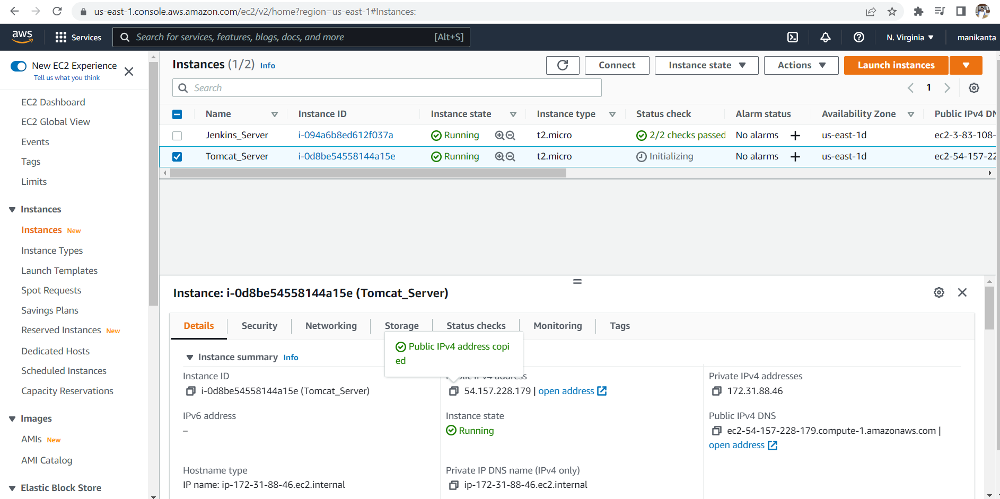 us-east-1.console.aws.amazon.com/ec2/v2/home?region=us-east-1#Instances:
aws Services Search for services, features, blogs, docs, and more [Alt+S] N. Virginia ▼ manikanta
New EC2 Experience
Tell us what you think
EC2 Dashboard
EC2 Global View
Events
Tags
Limits
Instances
Instances New
Instance Types
Launch Templates
Spot Requests
Savings Plans
Reserved Instances New
Dedicated Hosts
Scheduled Instances
Capacity Reservations
Images
AMIs New
AMI Catalog
Elastic Block Store
Instances (1/2) Info Connect Instance state ▼ Actions ▼ Launch instances ▼
Search 1
Name Instance ID Instance state Instance type Status check Alarm status Availability Zone Public IPv4 DN
Jenkins_Server i-094a6b8ed612f037a Running t2.micro 2/2 checks passed No alarms + us-east-1d ec2-3-83-108-
Tomcat_Server i-0d8be54558144a15e Running t2.micro Initializing No alarms + us-east-1d ec2-54-157-22
Instance: i-0d8be54558144a15e (Tomcat_Server)
Details Security Networking Storage Status checks Monitoring Tags
Public IPv4 address copi
ed
Instance summary Info
Instance ID Public IPv4 address Private IPv4 addresses
i-0d8be54558144a15e (Tomcat_Server) 54.157.228.179 | open address 172.31.88.46
IPv6 address Instance state Public IPv4 DNS
– Running ec2-54-157-228-179.compute-1.amazonaws.com |
open address
Hostname type Private IP DNS name (IPv4 only)
IP name: ip-172-31-88-46.ec2.internal ip-172-31-88-46.ec2.internal